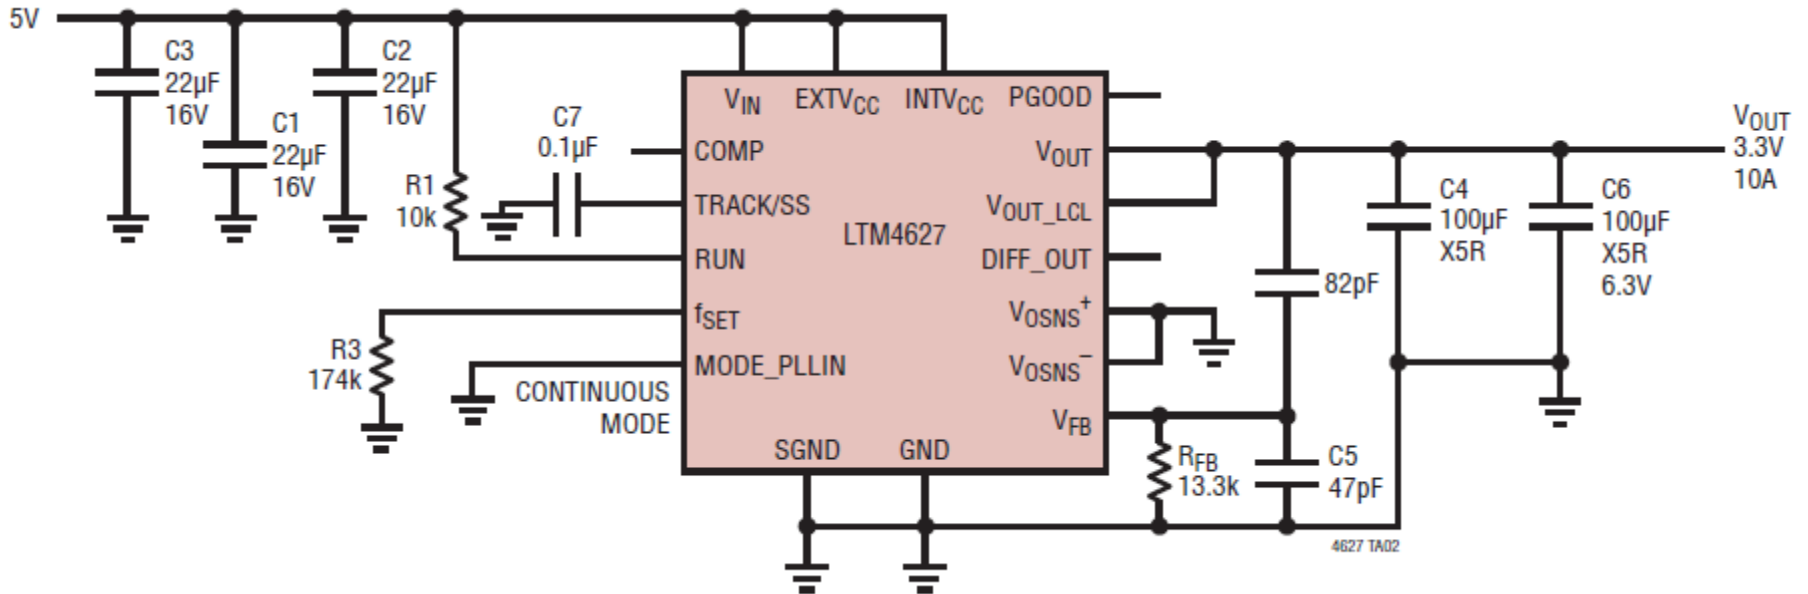 5V
C3
22µF
16V
C1
22µF
16V
C2
22µF
16V
R1
10k
C7
0.1µF
R3
174k
CONTINUOUS
MODE
VIN
EXTVCC
INTVCC
PGOOD
COMP
VOUT
TRACK/SS
VOUT_LCL
LTM4627
RUN
DIFF_OUT
fSET
VOSNS+
MODE_PLLIN
VOSNS–
VFB
SGND
GND
RFB
13.3k
82pF
C5
47pF
C4
100µF
X5R
C6
100µF
X5R
6.3V
VOUT
3.3V
10A
4627 TA02